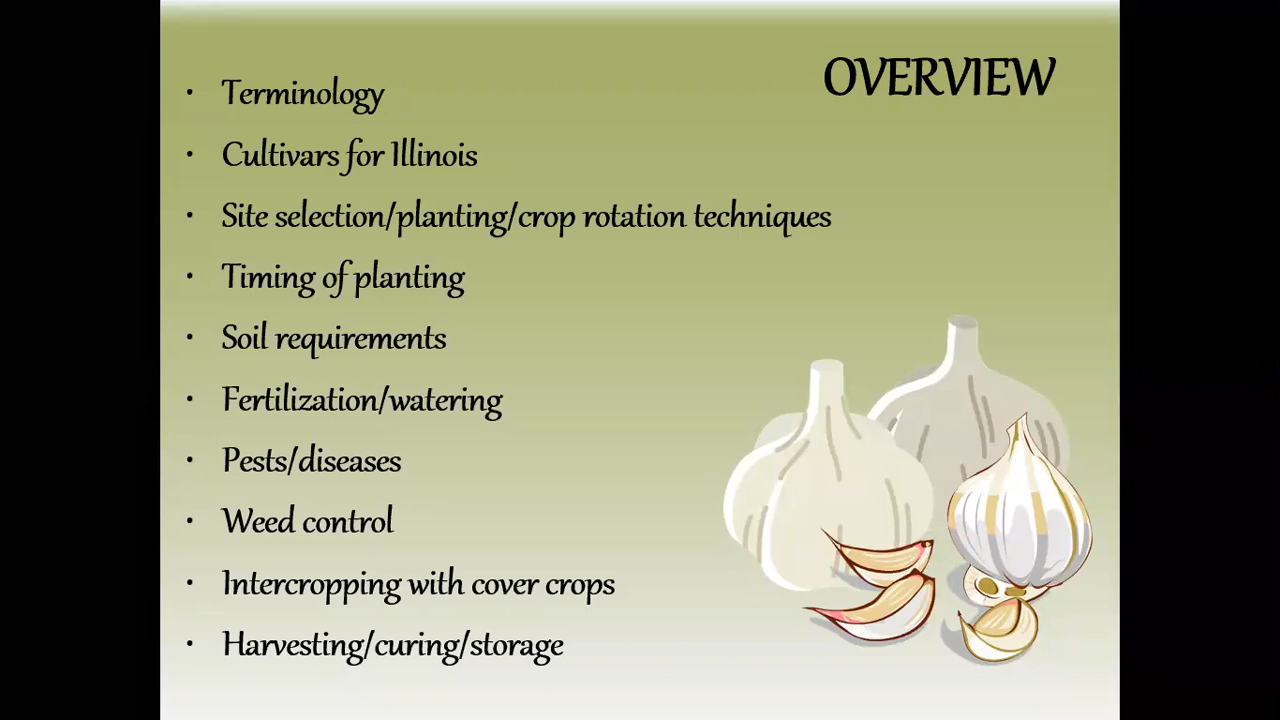 OVERVIEW
• Terminology
• Cultivars for Illinois
• Site selection/planting/crop rotation techniques
• Timing of planting
• Soil requirements
• Fertilization/watering
• Pests/diseases
• Weed control
• Intercropping with cover crops
• Harvesting/curing/storage